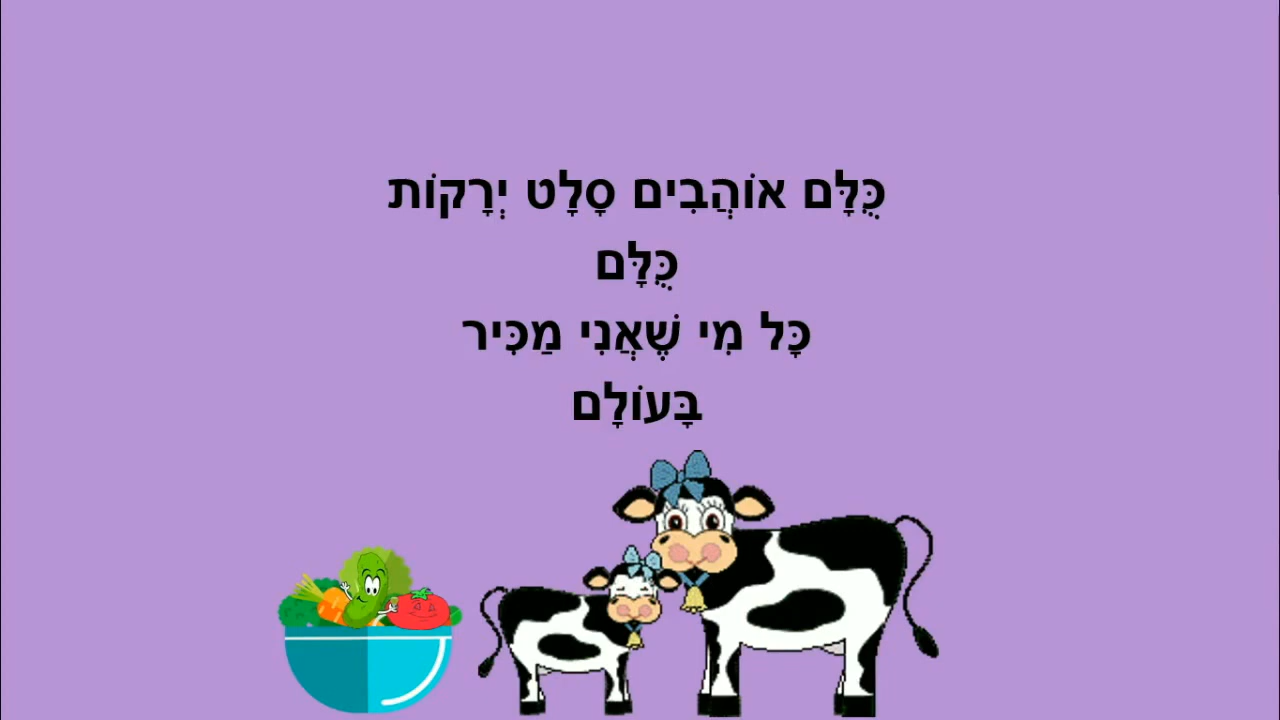 כֻּלָּם אוֹהֲבִים סָלָט יְרָקוֹת
כֻּלָּם
כָּל מִי שֶׁאֲנִי מַכִּיר
בָּעוֹלָם